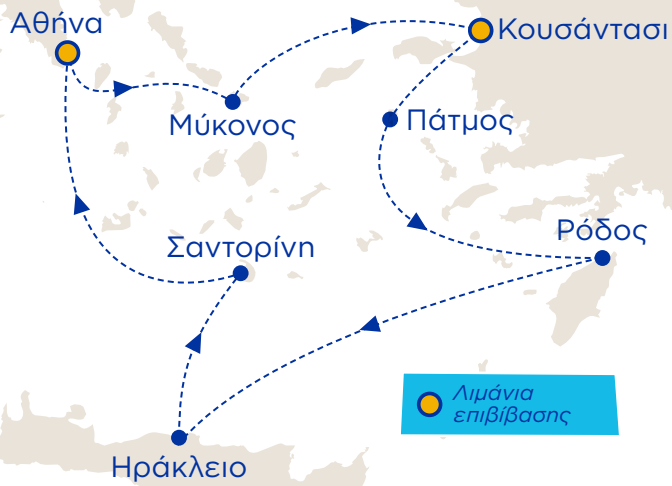 Αθήνα
Κουσάντασι
Μύκονος
Πάτμος
Ρόδος
Σαντορίνη
Λιμάνια
επιβίβασης
Ηράκλειο